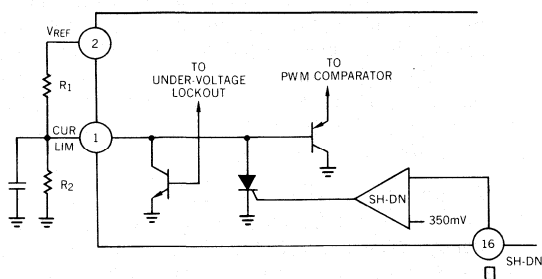 VREF
2
R1
CUR
LIM
1
R2
TO
UNDER-VOLTAGE
LOCKOUT
TO
PWM COMPARATOR
SH-DN
350mV
16
SH-DN